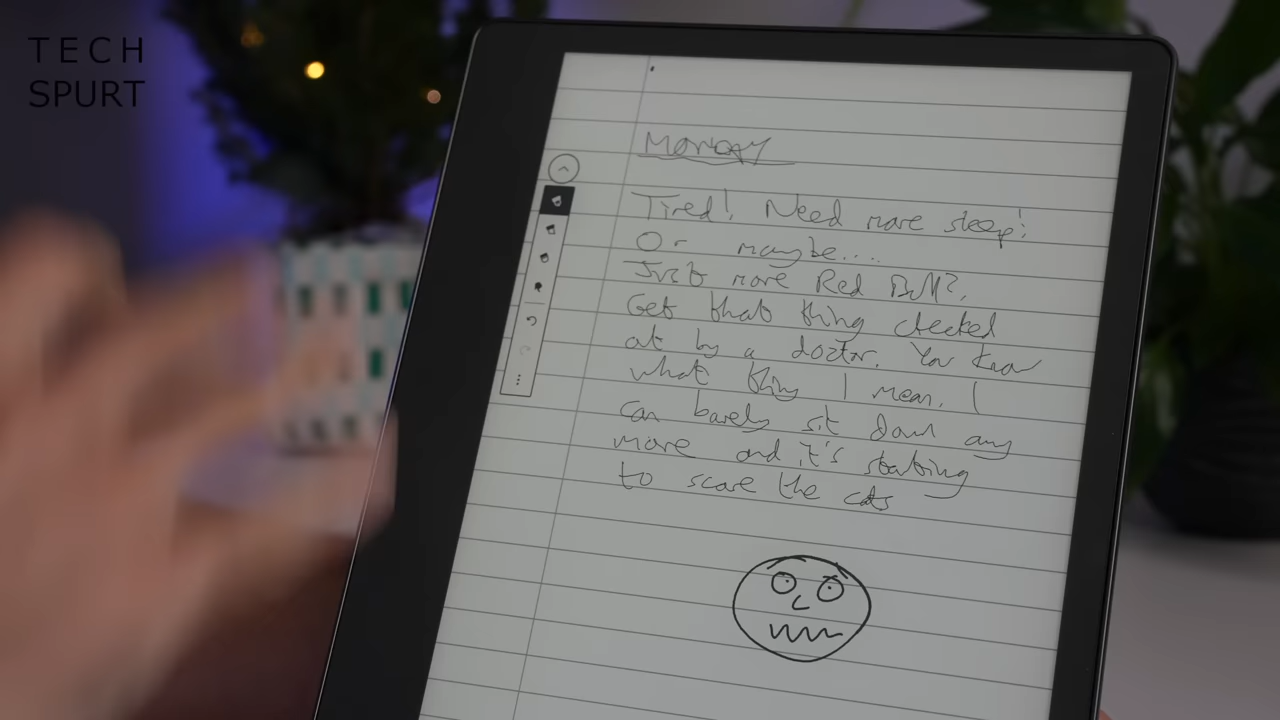 TECH
SPURT
MONDAY
Tired! Need more sleep!
Or maybe....
Just more Red Bull?
Get that thing checked
out by a doctor. You know
what thing I mean. I
can barely sit down any
more and it's starting
to scare the cats